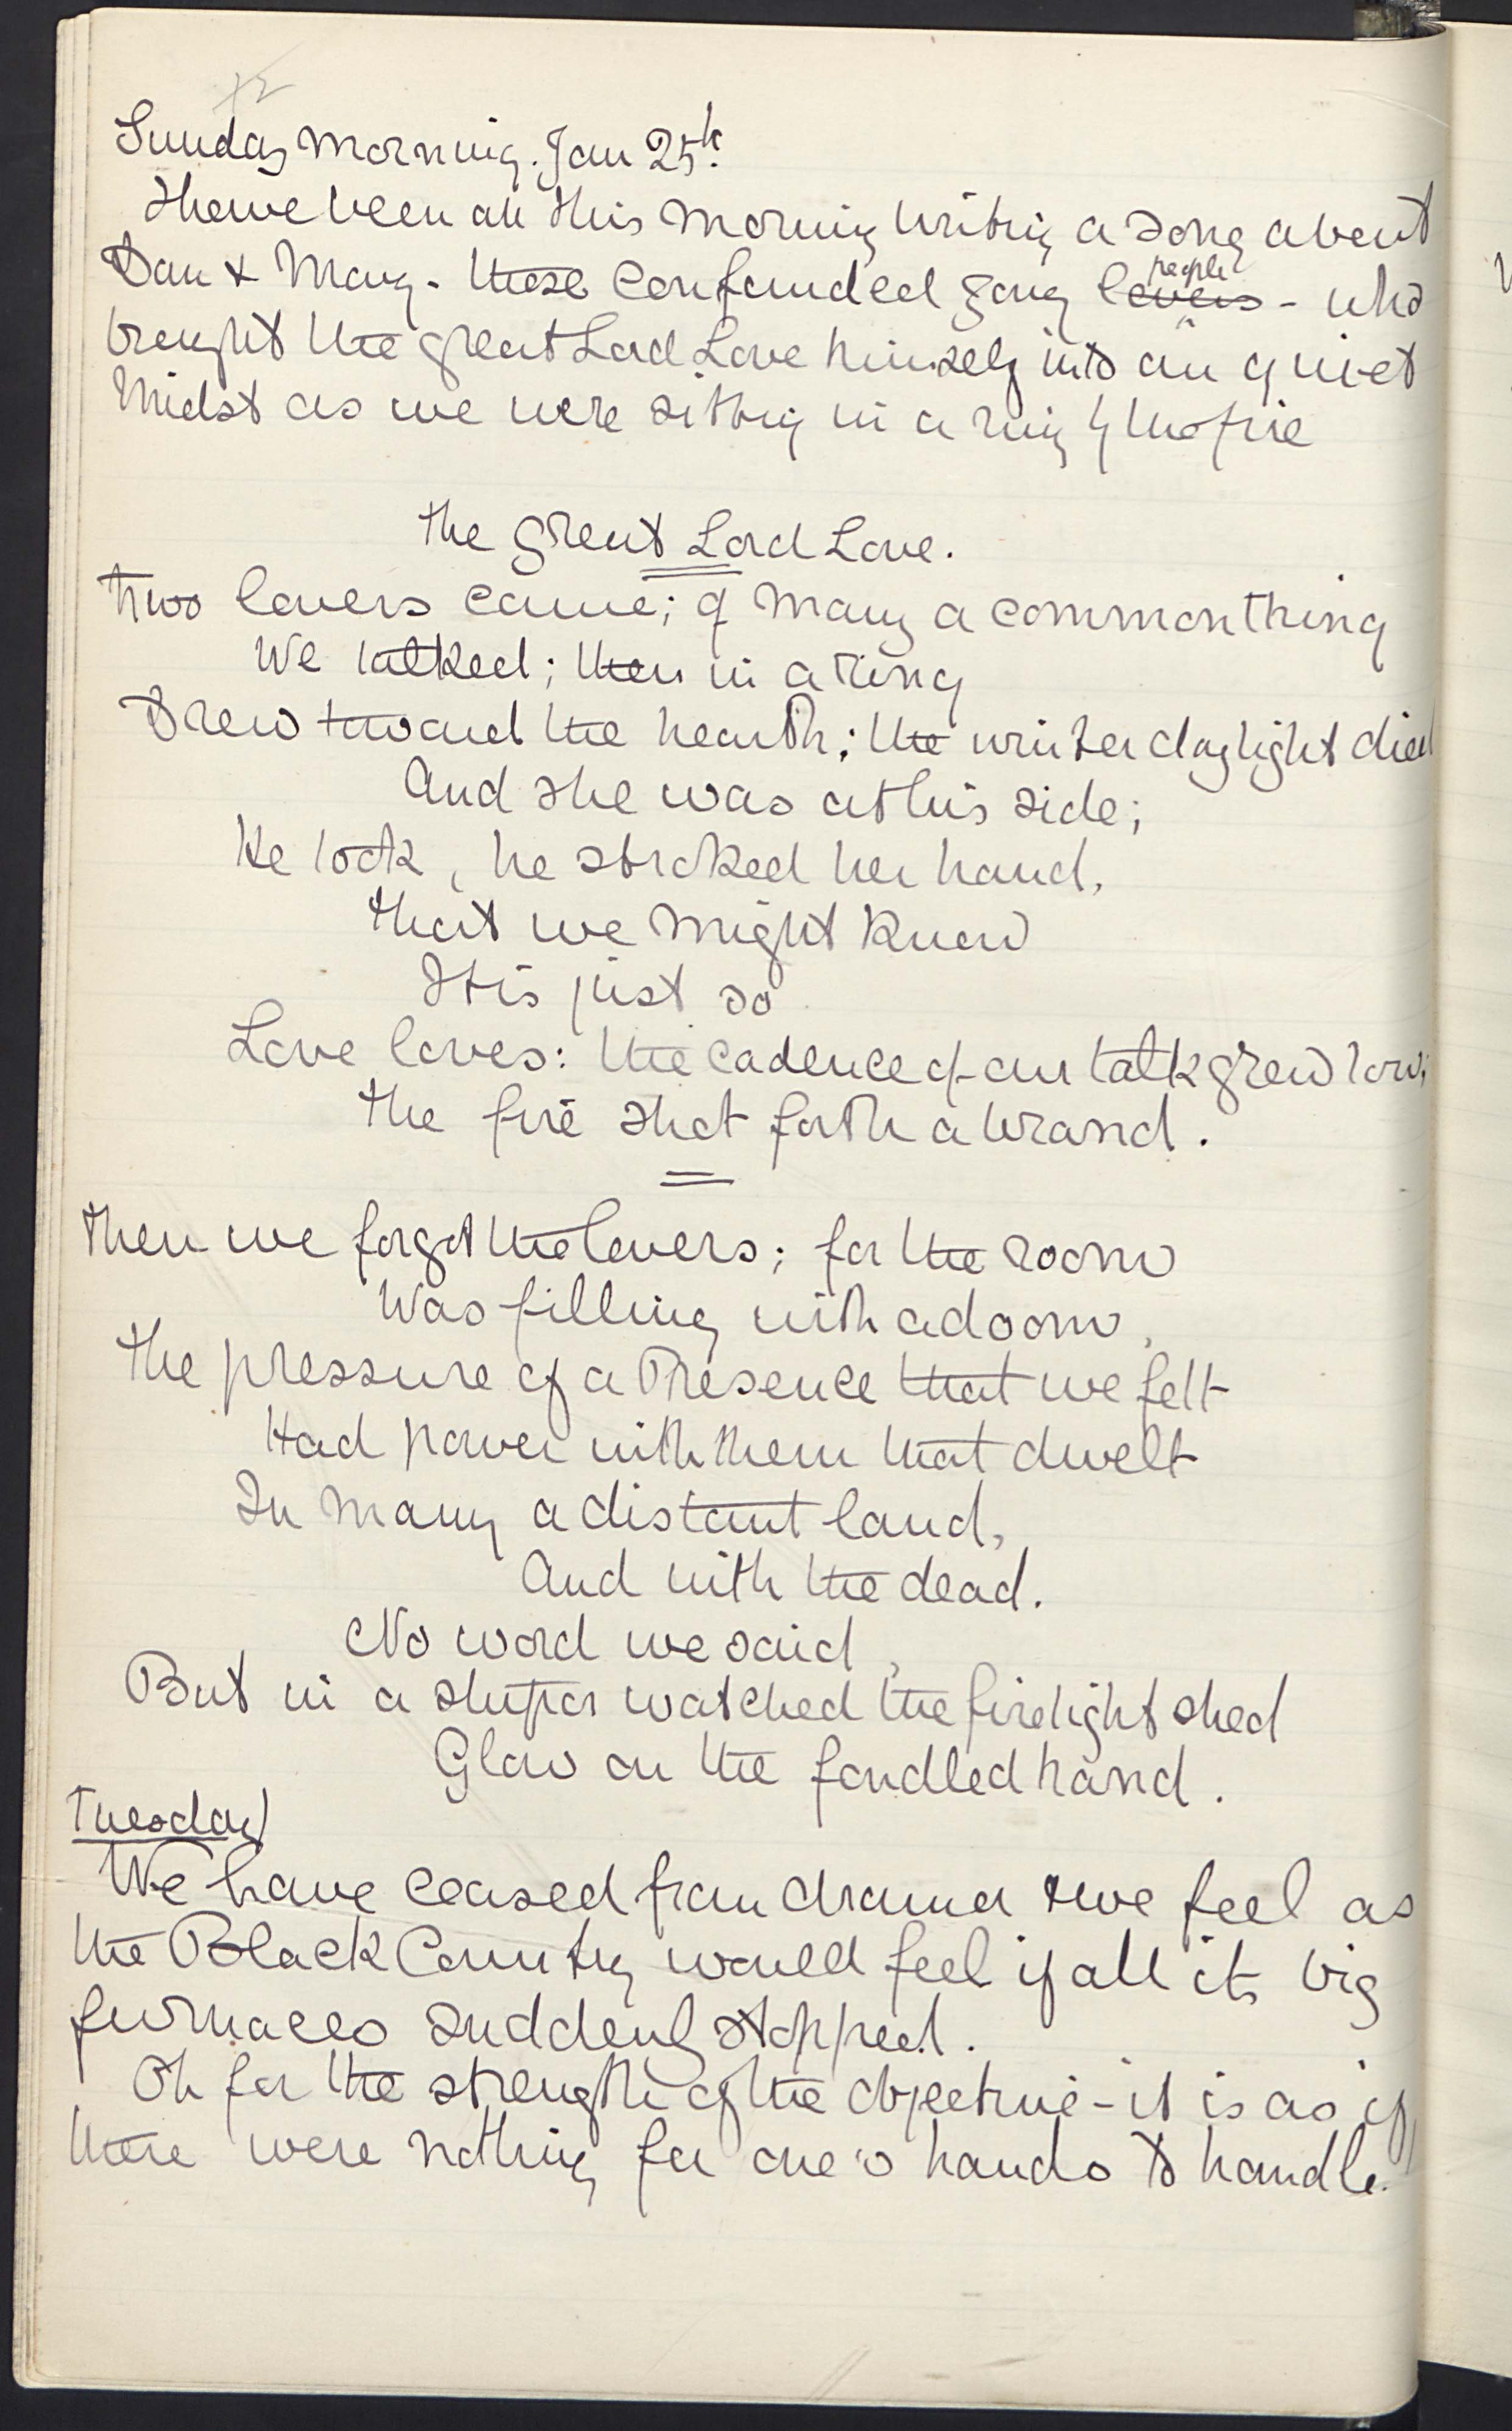 Sunday Morning. Jan 25th.
I have been all this morning writing a song about
Dan & Mary - these confounded young people lovers - who
brought the great Lord Love himself into our quiet
Midst as we were sitting in a ring by the fire
The great Lord Love.
Two lovers came; of many a common thing
We talked; then in a ring
Drew toward the hearth; the winter daylight died
And she was at his side;
He took, he stroked her hand,
That we might know
It is just so
Love loves: the cadence of our talk grew low;
The fire shot forth a brand.
Then we forgot the lovers; for the room
Was filling with a doom,
The pressure of a Presence that we felt
Had power with them that dwelt
In many a distant land,
And with the dead.
No word we said,
But in a stupor watched the firelight shed
Glow on the fondled hand.
Tuesday
We have ceased from drama & we feel as
the Black Country would feel if all its big
furnaces suddenly stopped.
Oh for the strength of the objective - it is as if
there were nothing for one's hands to handle.